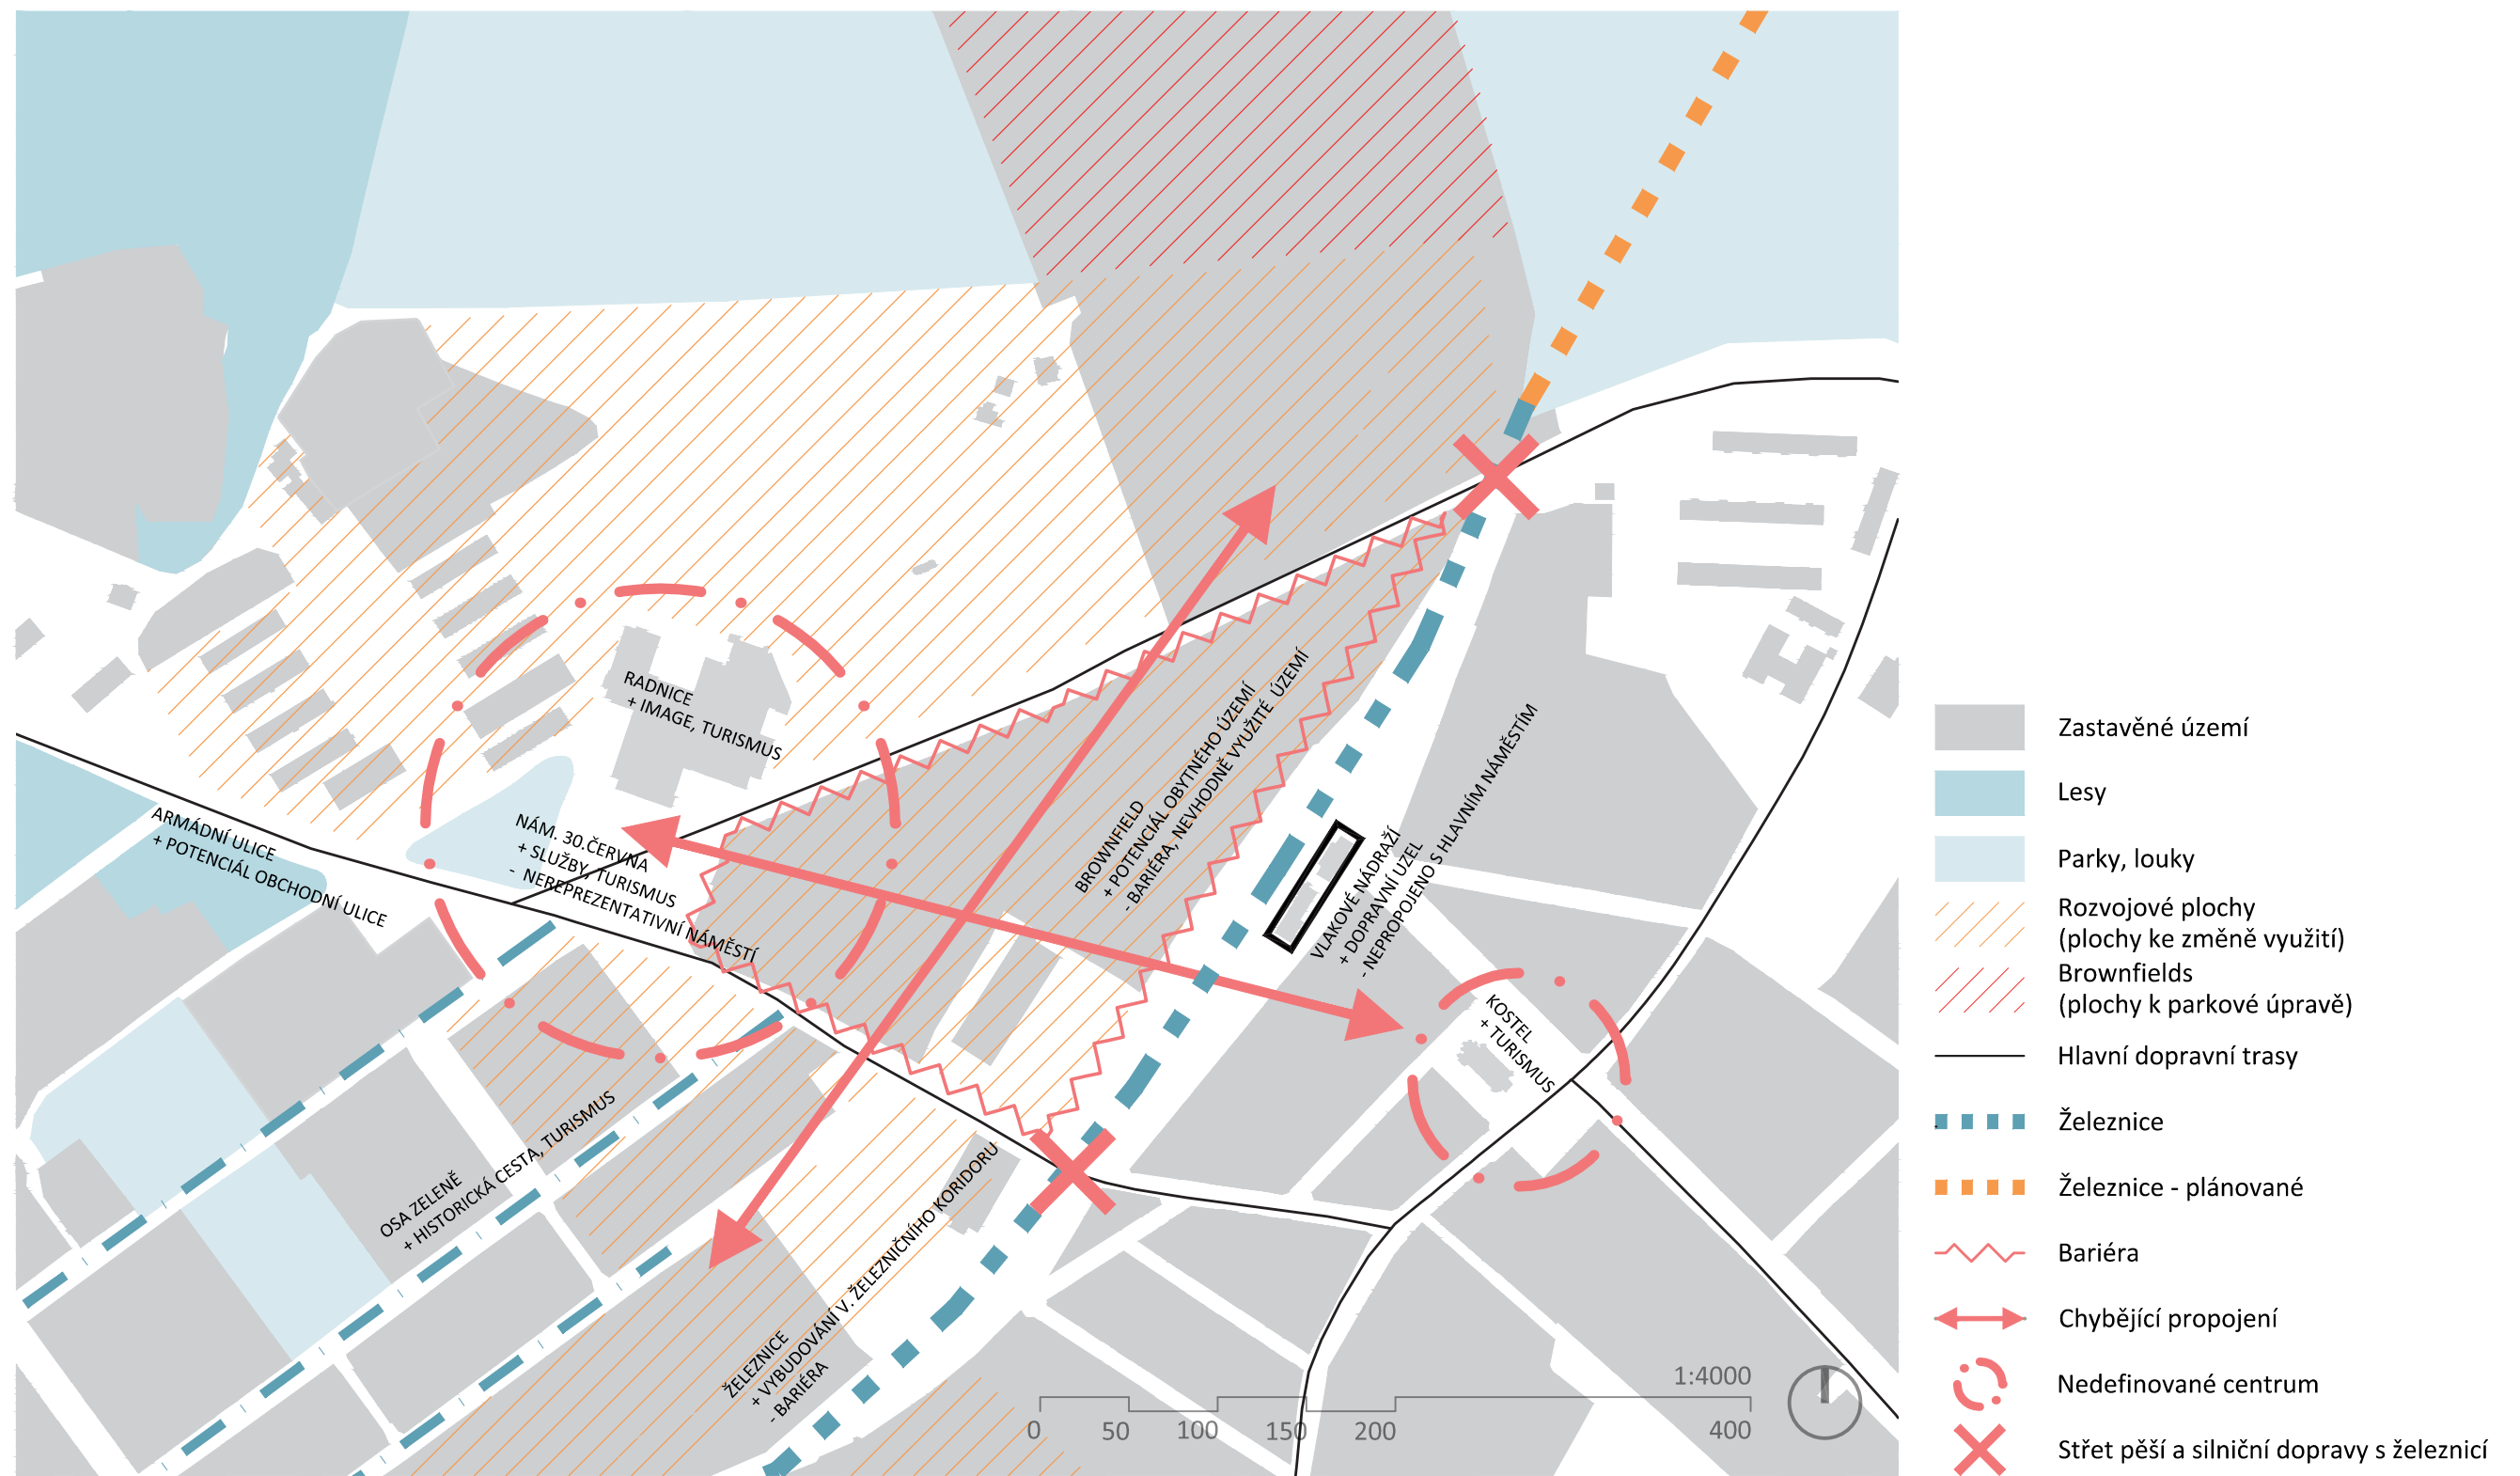 RADNICE
+ IMAGE, TURISMUS
ARMÁDNÍ ULICE
+ POTENCIÁL OBCHODNÍ ULICE
NÁM. 30.ČERVNA
+ SLUŽBY, TURISMUS
- NEREPREZENTATIVNÍ NÁMĚSTÍ
BROWNFIELD
+ POTENCIÁL OBYTNÉHO ÚZEMÍ
- BARIÉRA, NEVHODNĚ VYUŽITÉ ÚZEMÍ
VLAKOVÉ NÁDRAŽÍ
+ DOPRAVNÍ UZEL
- NEPROPOJENO S HLAVNÍM NÁMĚSTÍM
KOSTEL
+ TURISMUS
OSA ZELENĚ
+ HISTORICKÁ CESTA, TURISMUS
ŽELEZNICE
+ VYBUDOVÁNÍ V. ŽELEZNIČNÍHO KORIDORU
- BARIÉRA
1:4000
0 50 100 150 200 400
Zastavěné území
Lesy
Parky, louky
Rozvojové plochy
(plochy ke změně využití)
Brownfields
(plochy k parkové úpravě)
Hlavní dopravní trasy
Železnice
Železnice - plánované
Bariéra
Chybějící propojení
Nedefinované centrum
Střet pěší a silniční dopravy s železnicí